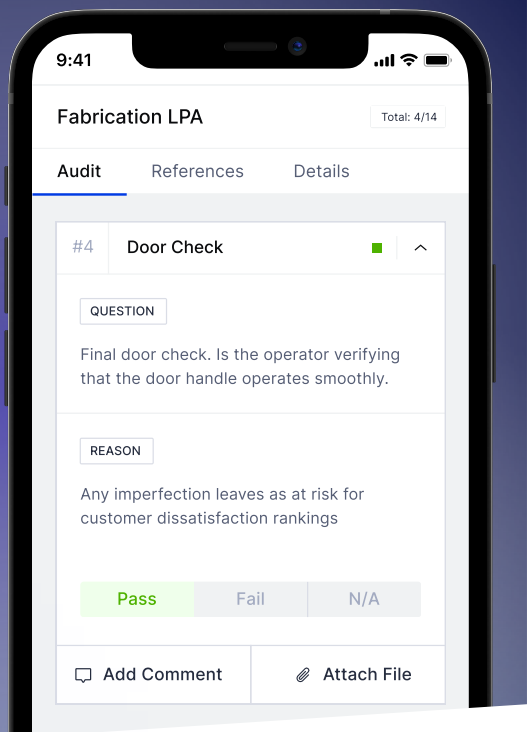 9:41
Fabrication LPA
Total: 4/14
Audit
References
Details
#4
Door Check
QUESTION
Final door check. Is the operator verifying
that the door handle operates smoothly.
REASON
Any imperfection leaves as at risk for
customer dissatisfaction rankings
Pass
Fail
N/A
Add Comment
Attach File